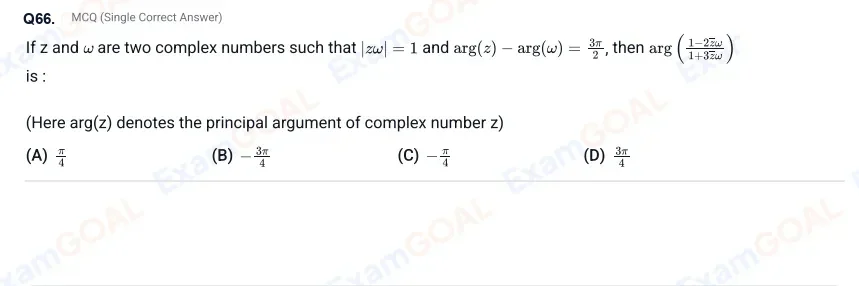 Q66. MCQ (Single Correct Answer)
If z and ω are two complex numbers such that |zω| = 1 and arg(z) − arg(ω) = 3π/2, then arg ((1−2z̅ω)/(1+3z̅ω))
is :
(Here arg(z) denotes the principal argument of complex number z)
(A) π/4 (B) −3π/4 (C) −π/4 (D) 3π/4